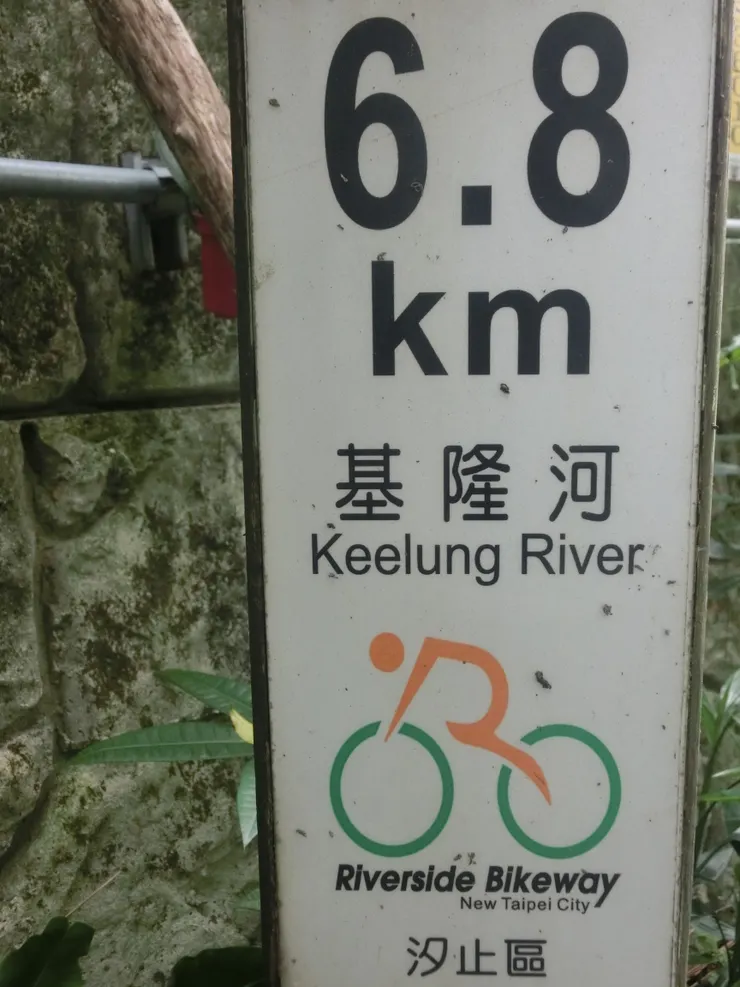 6.8
km
基隆河
Keelung River
Riverside Bikeway
New Taipei City
汐止區